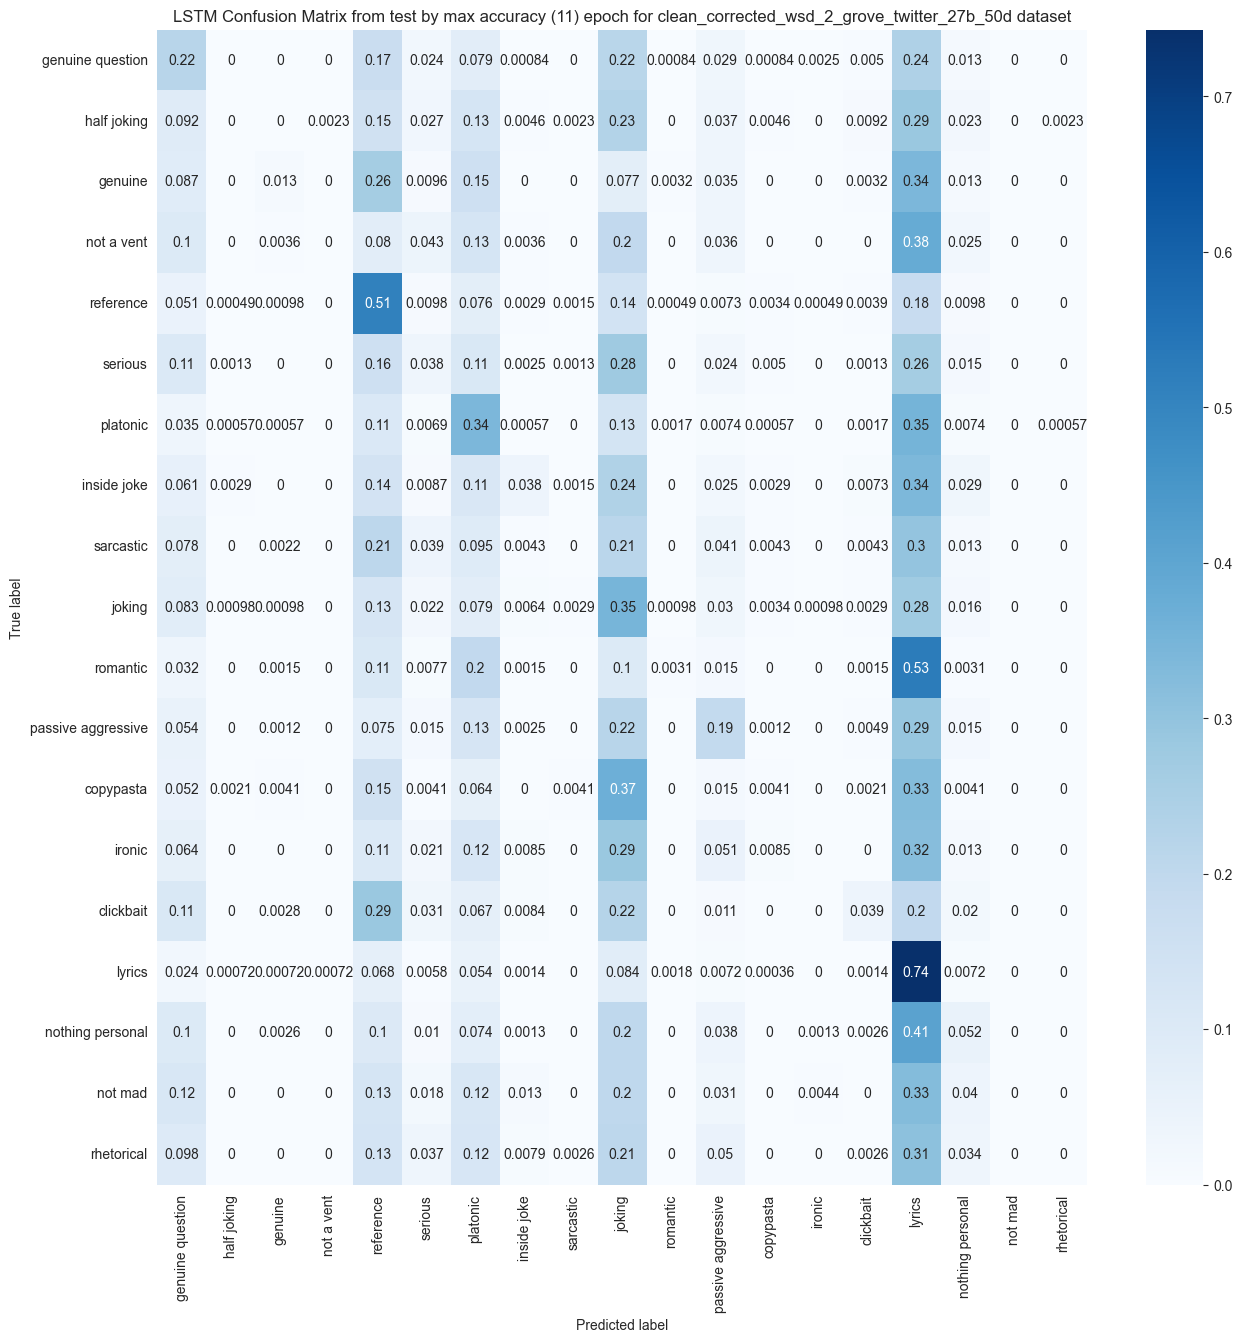 LSTM Confusion Matrix from test by max accuracy (11) epoch for clean_corrected_wsd_2_grove_twitter_27b_50d dataset
genuine question 0.22 0 0 0 0.17 0.024 0.079 0.00084 0 0.22 0.00084 0.029 0.00084 0.0025 0.005 0.24 0.013 0 0
half joking 0.092 0 0 0.0023 0.15 0.027 0.13 0.0046 0.0023 0.23 0 0.037 0.0046 0 0.0092 0.29 0.023 0 0.0023
genuine 0.087 0 0.013 0 0.26 0.0096 0.15 0 0 0.077 0.0032 0.035 0 0 0.0032 0.34 0.013 0 0
not a vent 0.1 0 0.0036 0 0.08 0.043 0.13 0.0036 0 0.2 0 0.036 0 0 0 0.38 0.025 0 0
reference 0.051 0.00049 0.00098 0 0.51 0.0098 0.076 0.0029 0.0015 0.14 0.00049 0.0073 0.0034 0.00049 0.0039 0.18 0.0098 0 0
serious 0.11 0.0013 0 0 0.16 0.038 0.11 0.0025 0.0013 0.28 0 0.024 0.005 0 0.0013 0.26 0.015 0 0
platonic 0.035 0.00057 0.00057 0 0.11 0.0069 0.34 0.00057 0 0.13 0.0017 0.0074 0.00057 0 0.0017 0.35 0.0074 0 0.00057
inside joke 0.061 0.0029 0 0 0.14 0.0087 0.11 0.038 0.0015 0.24 0 0.025 0.0029 0 0.0073 0.34 0.029 0 0
sarcastic 0.078 0 0.0022 0 0.21 0.039 0.095 0.0043 0 0.21 0 0.041 0.0043 0 0.0043 0.3 0.013 0 0
joking 0.083 0.00098 0.00098 0 0.13 0.022 0.079 0.0064 0.0029 0.35 0.00098 0.03 0.0034 0.00098 0.0029 0.28 0.016 0 0
romantic 0.032 0 0.0015 0 0.11 0.0077 0.2 0.0015 0 0.1 0.0031 0.015 0 0 0.0015 0.53 0.0031 0 0
passive aggressive 0.054 0 0.0012 0 0.075 0.015 0.13 0.0025 0 0.22 0 0.19 0.0012 0 0.0049 0.29 0.015 0 0
copypasta 0.052 0.0021 0.0041 0 0.15 0.0041 0.064 0 0.0041 0.37 0 0.015 0.0041 0 0.0021 0.33 0.0041 0 0
ironic 0.064 0 0 0 0.11 0.021 0.12 0.0085 0 0.29 0 0.051 0.0085 0 0 0.32 0.013 0 0
clickbait 0.11 0 0.0028 0 0.29 0.031 0.067 0.0084 0 0.22 0 0.011 0 0 0.039 0.2 0.02 0 0
lyrics 0.024 0.00072 0.00072 0.00072 0.068 0.0058 0.054 0.0014 0 0.084 0.0018 0.0072 0.00036 0 0.0014 0.74 0.0072 0 0
nothing personal 0.1 0 0.0026 0 0.1 0.01 0.074 0.0013 0 0.2 0 0.038 0 0.0013 0.0026 0.41 0.052 0 0
not mad 0.12 0 0 0 0.13 0.018 0.12 0.013 0 0.2 0 0.031 0 0.0044 0 0.33 0.04 0 0
rhetorical 0.098 0 0 0 0.13 0.037 0.12 0.0079 0.0026 0.21 0 0.05 0 0 0.0026 0.31 0.034 0 0
genuine question
half joking
genuine
not a vent
reference
serious
platonic
inside joke
sarcastic
joking
romantic
passive aggressive
copypasta
ironic
clickbait
lyrics
nothing personal
not mad
rhetorical
Predicted label
True label
0.7
0.6
0.5
0.4
0.3
0.2
0.1
0.0